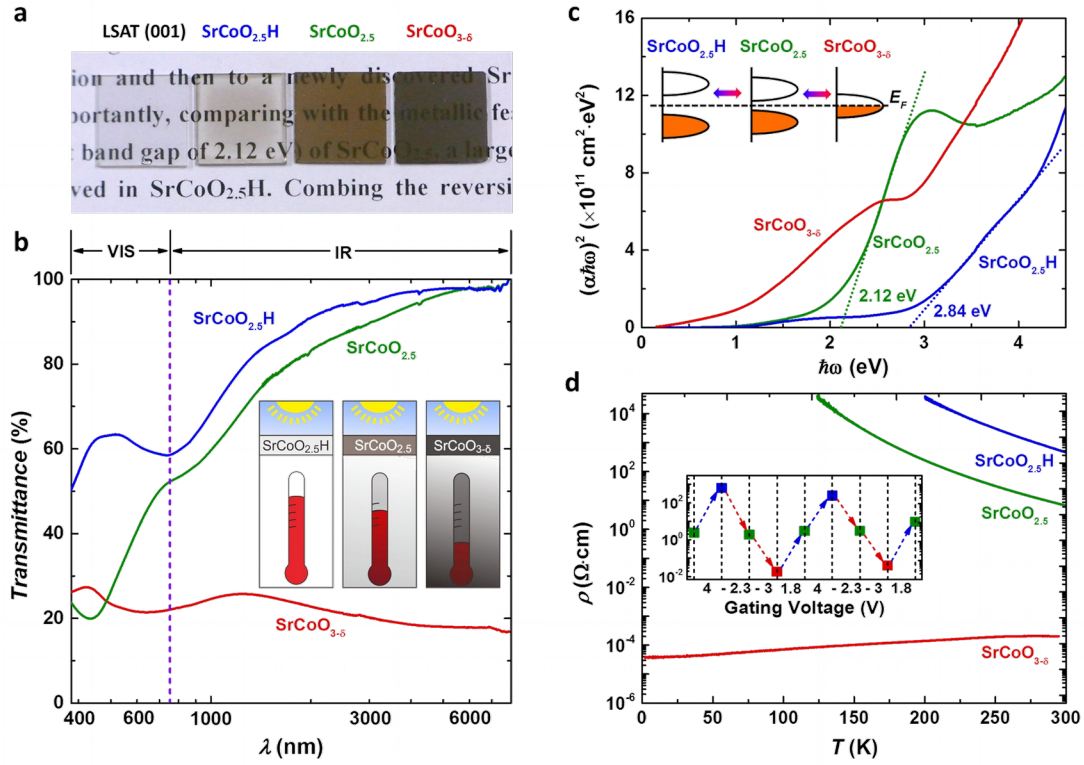 a
LSAT (001) SrCoO₂.₅H SrCoO₂.₅ SrCoO₃₋δ
ion and then to a newly discovered Sr
portantly, comparing with the metallic fe
t band gap of 2.12 eV) of SrCoO₂.₅, a large
ved in SrCoO₂.₅H. Combing the reversi
b
VIS IR
Transmittance (%)
100
80
60
40
20
0
SrCoO₂.₅H
SrCoO₂.₅
SrCoO₃₋δ
SrCoO₂.₅H SrCoO₂.₅ SrCoO₃₋δ
400 600 1000 3000 6000
λ (nm)
c
(αħω)² (×10¹¹ cm²·eV²)
16
12
8
4
0
SrCoO₂.₅H SrCoO₂.₅ SrCoO₃₋δ
E_F
SrCoO₃₋δ
SrCoO₂.₅
SrCoO₂.₅H
2.12 eV
2.84 eV
0 1 2 3 4
ħω (eV)
d
ρ (Ω·cm)
10⁴
10²
10⁰
10⁻²
10⁻⁴
10⁻⁶
SrCoO₂.₅H
SrCoO₂.₅
SrCoO₃₋δ
10²
10⁰
10⁻²
4 - 2.3 - 3 1.8 4 - 2.3 - 3 1.8
Gating Voltage (V)
0 50 100 150 200 250 300
T (K)